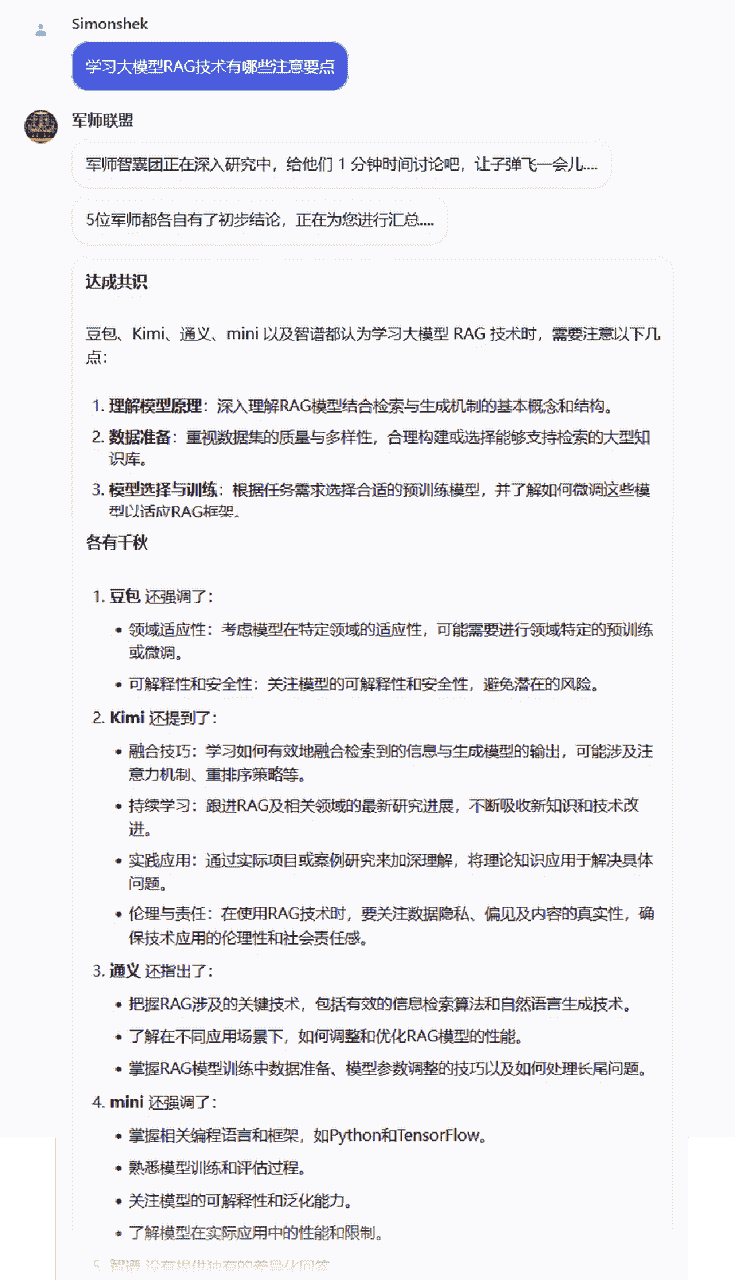 Simonshek
学习大模型RAG技术有哪些注意要点
军师联盟
军师智囊团正在深入研究中，给他们 1 分钟时间讨论吧，让子弹飞一会儿....
5位军师都各自有了初步结论，正在为您进行汇总....
达成共识
豆包、Kimi、通义、mini 以及智谱都认为学习大模型 RAG 技术时，需要注意以下几
点：
1. 理解模型原理：深入理解RAG模型结合检索与生成机制的基本概念和结构。
2. 数据准备：重视数据集的质量与多样性，合理构建或选择能够支持检索的大型知
识库。
3. 模型选择与训练：根据任务需求选择合适的预训练模型，并了解如何微调这些模
型以适应RAG框架。
各有千秋
1. 豆包 还强调了：
• 领域适应性：考虑模型在特定领域的适应性，可能需要进行领域特定的预训练
或微调。
• 可解释性和安全性：关注模型的可解释性和安全性，避免潜在的风险。
2. Kimi 还提到了：
• 融合技巧：学习如何有效地融合检索到的信息与生成模型的输出，可能涉及注
意力机制、重排序策略等。
• 持续学习：跟进RAG及相关领域的最新研究进展，不断吸收新知识和技术改
进。
• 实践应用：通过实际项目或案例研究来加深理解，将理论知识应用于解决具体
问题。
• 伦理与责任：在使用RAG技术时，要关注数据隐私、偏见及内容的真实性，确
保技术应用的伦理性和社会责任感。
3. 通义 还指出了：
• 把握RAG涉及的关键技术，包括有效的信息检索算法和自然语言生成技术。
• 了解在不同应用场景下，如何调整和优化RAG模型的性能。
• 掌握RAG模型训练中数据准备、模型参数调整的技巧以及如何处理长尾问题。
4. mini 还强调了：
• 掌握相关编程语言和框架，如Python和TensorFlow。
• 熟悉模型训练和评估过程。
• 关注模型的可解释性和泛化能力。
• 了解模型在实际应用中的性能和限制。
5. 智谱 没有提供独有的差异化回答